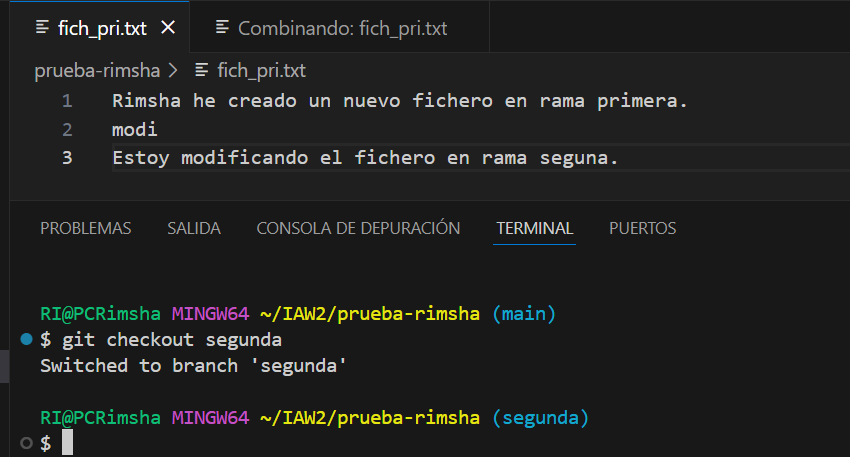 fich_pri.txt Combinando: fich_pri.txt
prueba-rimsha > fich_pri.txt
1 Rimsha he creado un nuevo fichero en rama primera.
2 modi
3 Estoy modificando el fichero en rama seguna.
PROBLEMAS SALIDA CONSOLA DE DEPURACIÓN TERMINAL PUERTOS
RI@PCRimsha MINGW64 ~/IAW2/prueba-rimsha (main)
$ git checkout segunda
Switched to branch 'segunda'
RI@PCRimsha MINGW64 ~/IAW2/prueba-rimsha (segunda)
$